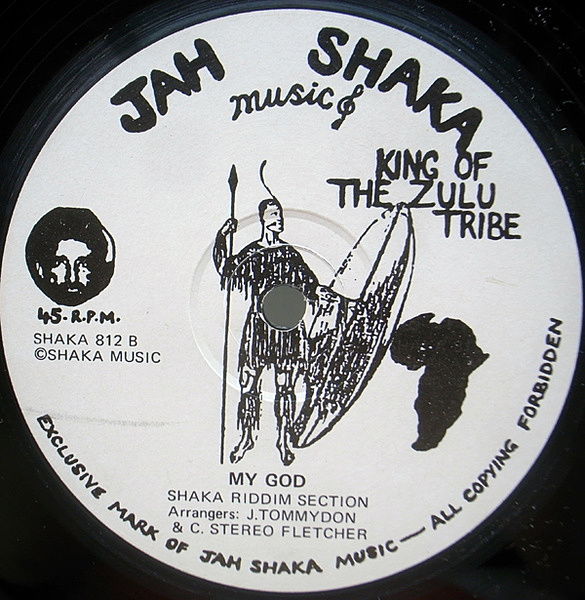 JAH SHAKA
music
KING OF
THE ZULU
TRIBE
45. R.P.M.
SHAKA 812 B
©SHAKA MUSIC
MY GOD
SHAKA RIDDIM SECTION
Arrangers: J.TOMMYDON
& C. STEREO FLETCHER
EXCLUSIVE MARK OF JAH SHAKA MUSIC — ALL COPYING FORBIDDEN